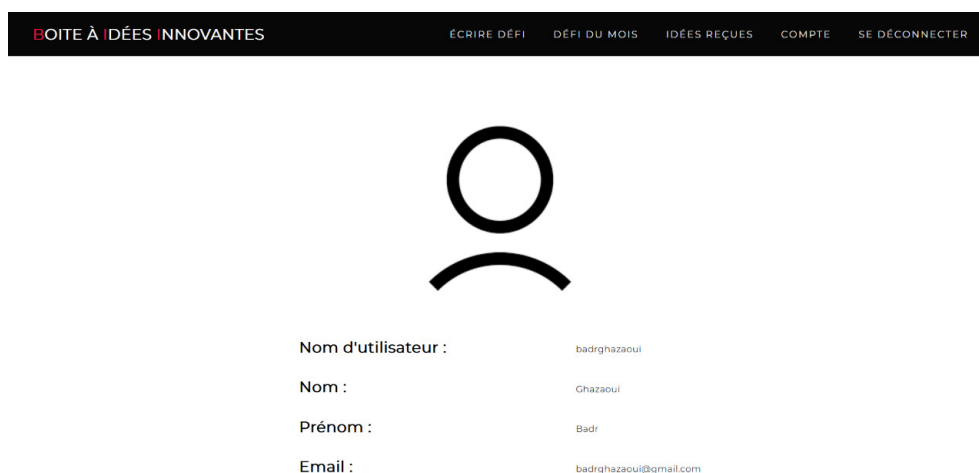 BOITE À IDÉES INNOVANTES ÉCRIRE DÉFI DÉFI DU MOIS IDÉES REÇUES COMPTE SE DÉCONNECTER
Nom d'utilisateur : badrghazaoui
Nom : Ghazaoui
Prénom : Badr
Email : badrghazaoui@gmail.com